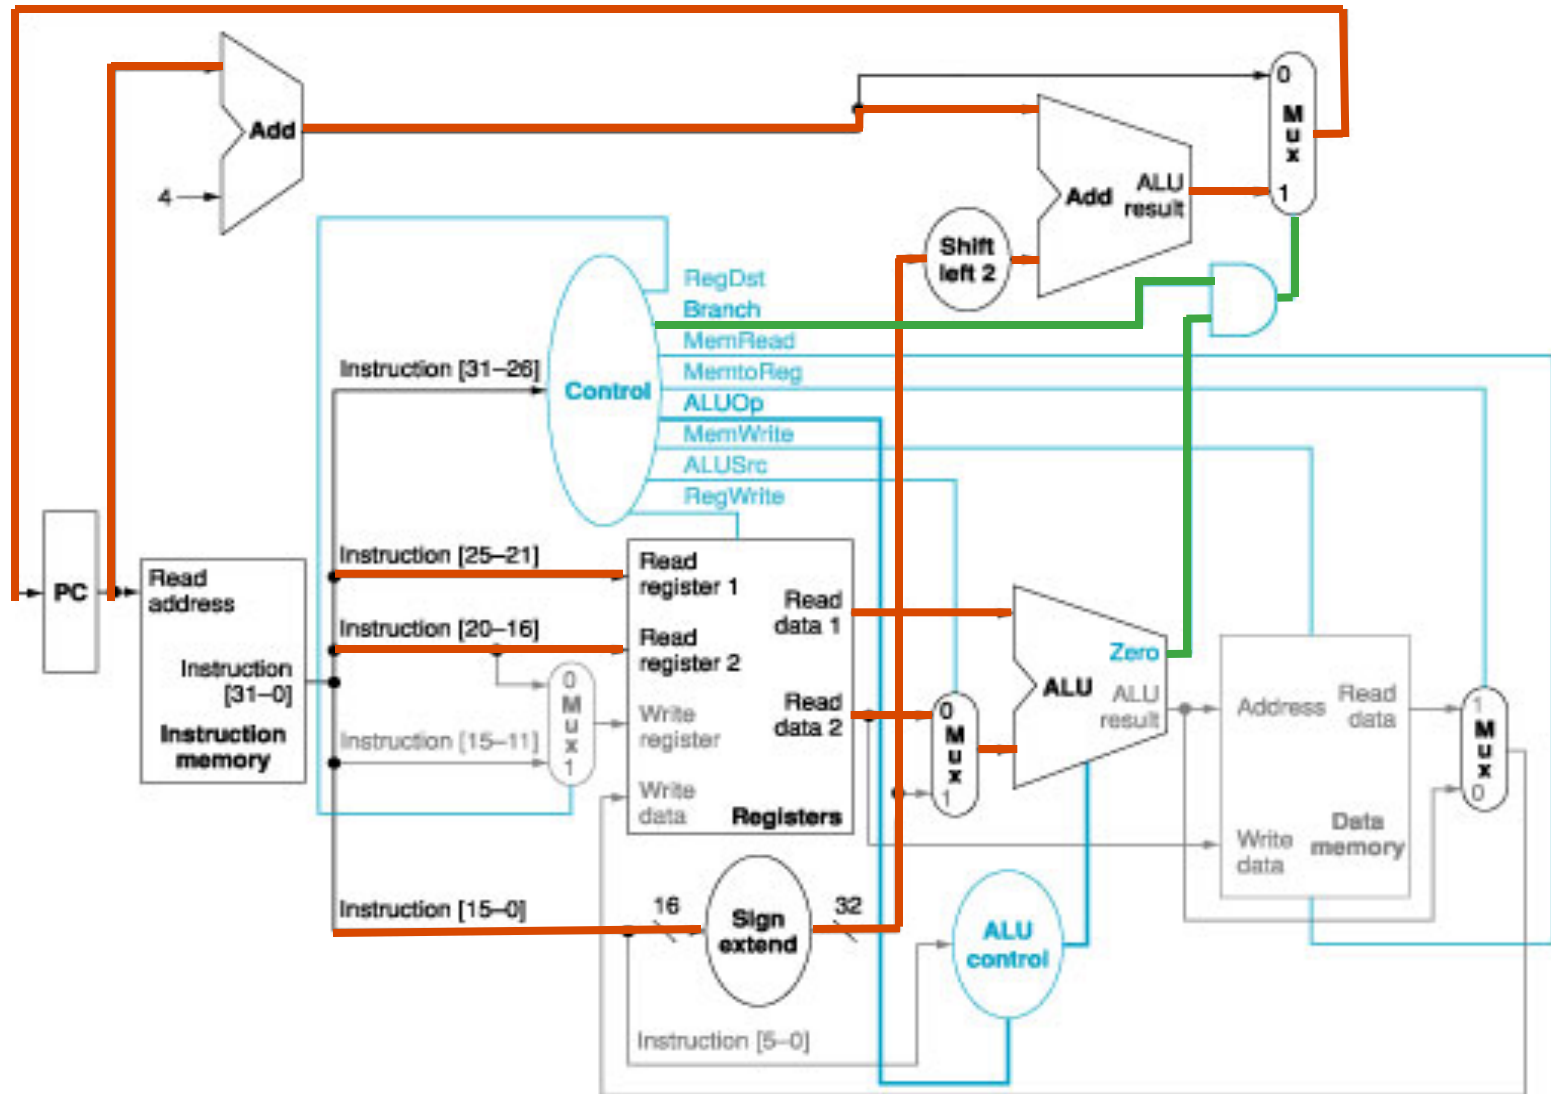 0
M
u
x
1
Add
4
Add
ALU
result
Shift
left 2
RegDst
Branch
MemRead
MemtoReg
ALUOp
MemWrite
ALUSrc
RegWrite
Control
Instruction [31–26]
Instruction [25–21]
Instruction [20–16]
Instruction [15–11]
Instruction [15–0]
Instruction [5–0]
PC
Read
address
Instruction
[31–0]
Instruction
memory
0
M
u
x
1
Read
register 1
Read
register 2
Write
register
Write
data
Read
data 1
Read
data 2
Registers
0
M
u
x
1
Zero
ALU
ALU
result
Address
Read
data
Write
data
Data
memory
1
M
u
x
0
16
Sign
extend
32
ALU
control